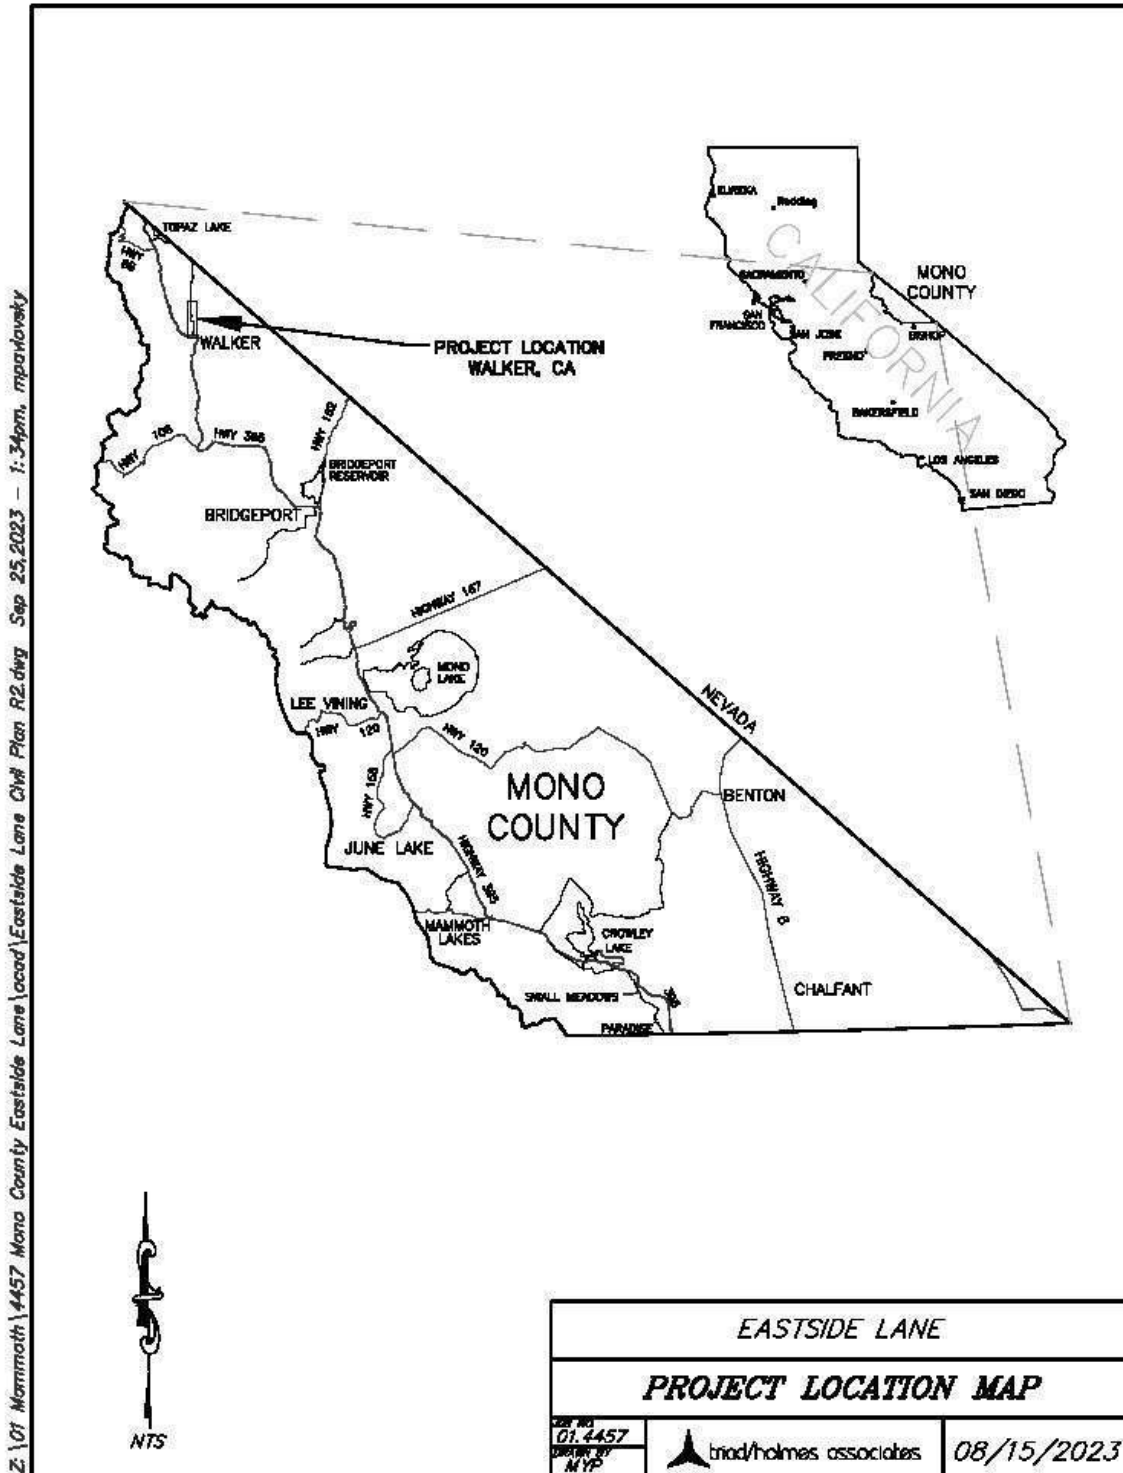 Z:\01 Mammoth\4457 Mono County Eastside Lane\acad\Eastside Lane Civil Plan R2.dwg Sep 25,2023 - 1:34pm, mpavlovsky
EUREKA
Redding
CALIFORNIA
SACRAMENTO
SAN
FRANCISCO
SAN JOSE
FRESNO
BAKERSFIELD
LOS ANGELES
SAN DIEGO
BISHOP
MONO
COUNTY
TOPAZ LAKE
HWY
WALKER
PROJECT LOCATION
WALKER, CA
HWY 182
HWY 108
HWY 395
BRIDGEPORT
RESERVOIR
BRIDGEPORT
HIGHWAY 167
MONO
LAKE
LEE VINING
HWY 120
HWY 120
NEVADA
MONO
COUNTY
HWY 158
BENTON
JUNE LAKE
HIGHWAY 395
HIGHWAY 6
MAMMOTH
LAKES
CROWLEY
LAKE
CHALFANT
SMALL MEADOWS
395
PARADISE
NTS
EASTSIDE LANE
PROJECT LOCATION MAP
JOB NO.
01.4457
DRAWN BY
MYP
triad/holmes associates
08/15/2023